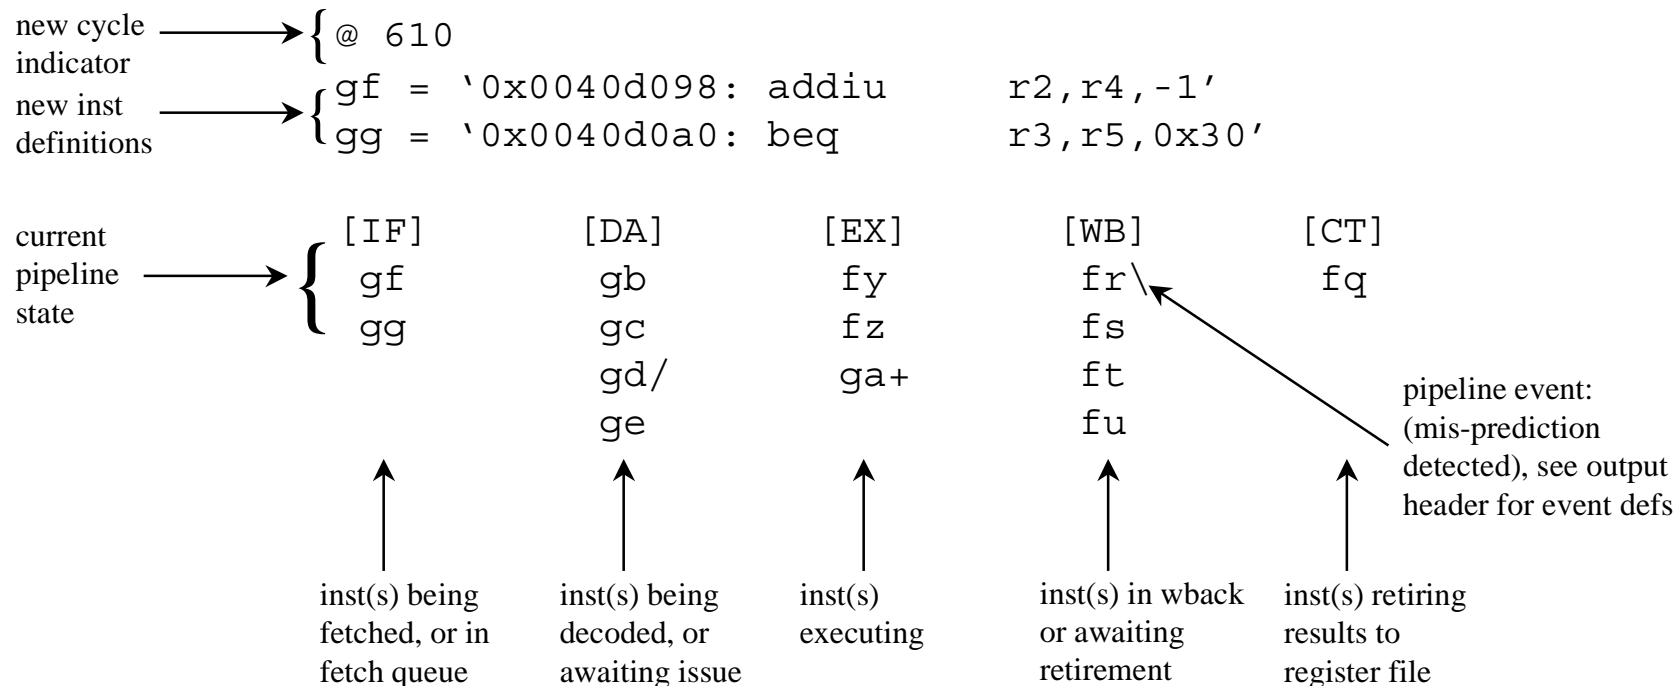 new cycle
indicator
{ @ 610
new inst
definitions
{ gf = ‘0x0040d098: addiu r2,r4,-1’
gg = ‘0x0040d0a0: beq r3,r5,0x30’
current
pipeline
state
{ [IF] [DA] [EX] [WB] [CT]
gf gb fy fr\ fq
gg gc fz fs
gd/ ga+ ft
ge fu
pipeline event:
(mis-prediction
detected), see output
header for event defs
inst(s) being
fetched, or in
fetch queue
inst(s) being
decoded, or
awaiting issue
inst(s)
executing
inst(s) in wback
or awaiting
retirement
inst(s) retiring
results to
register file